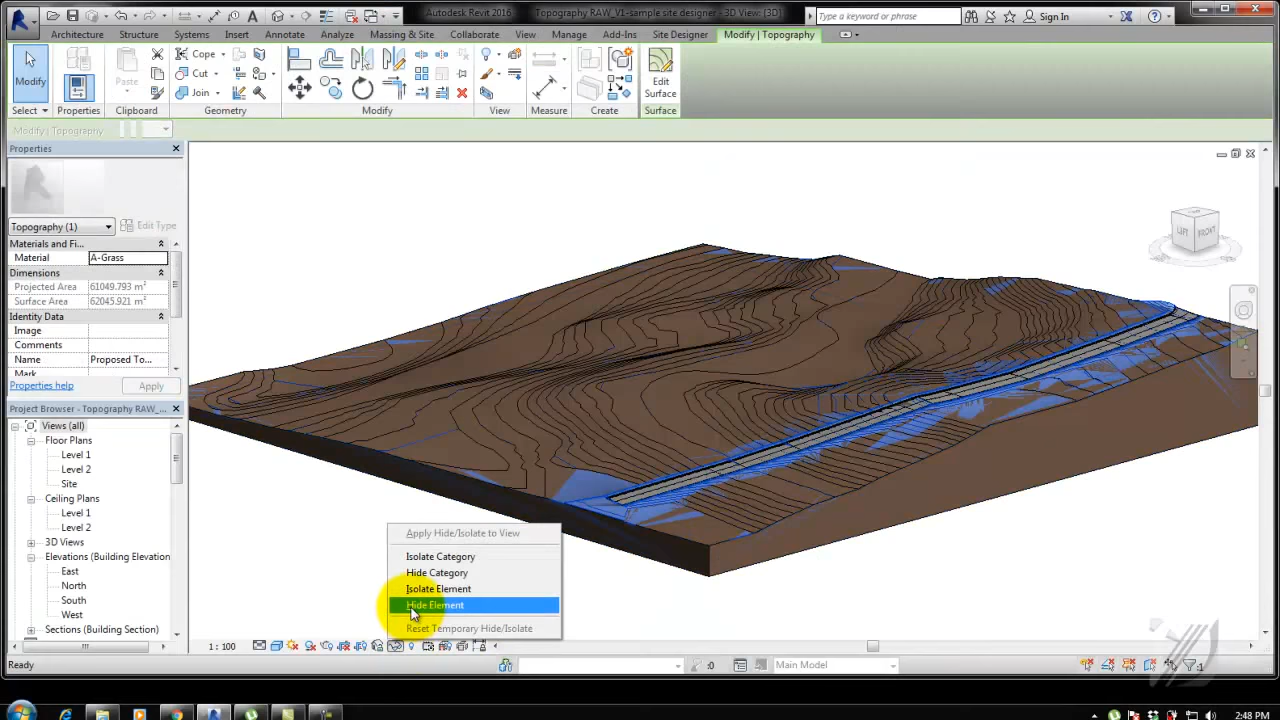 Autodesk Revit 2016 Topography RAW_V1-sample site designer - 3D View: {3D}
Type a keyword or phrase
Sign In
Architecture Structure Systems Insert Annotate Analyze Massing & Site Collaborate View Manage Add-Ins Site Designer Modify | Topography
Modify
Paste
Cope
Cut
Join
Edit
Surface
Select Properties Clipboard Geometry Modify View Measure Create Surface
Modify | Topography
Properties
Topography (1)
Edit Type
Materials and Fi...
Material A-Grass
Dimensions
Projected Area 61049.793 m²
Surface Area 62045.921 m²
Identity Data
Image
Comments
Name Proposed To...
Mark
Properties help
Apply
Project Browser - Topography RAW_...
Views (all)
Floor Plans
Level 1
Level 2
Site
Ceiling Plans
Level 1
Level 2
3D Views
Elevations (Building Elevation
East
North
South
West
Sections (Building Section)
LEFT FRONT
Apply Hide/Isolate to View
Isolate Category
Hide Category
Isolate Element
Hide Element
Reset Temporary Hide/Isolate
1 : 100
Ready
:0
Main Model
:1
2:48 PM